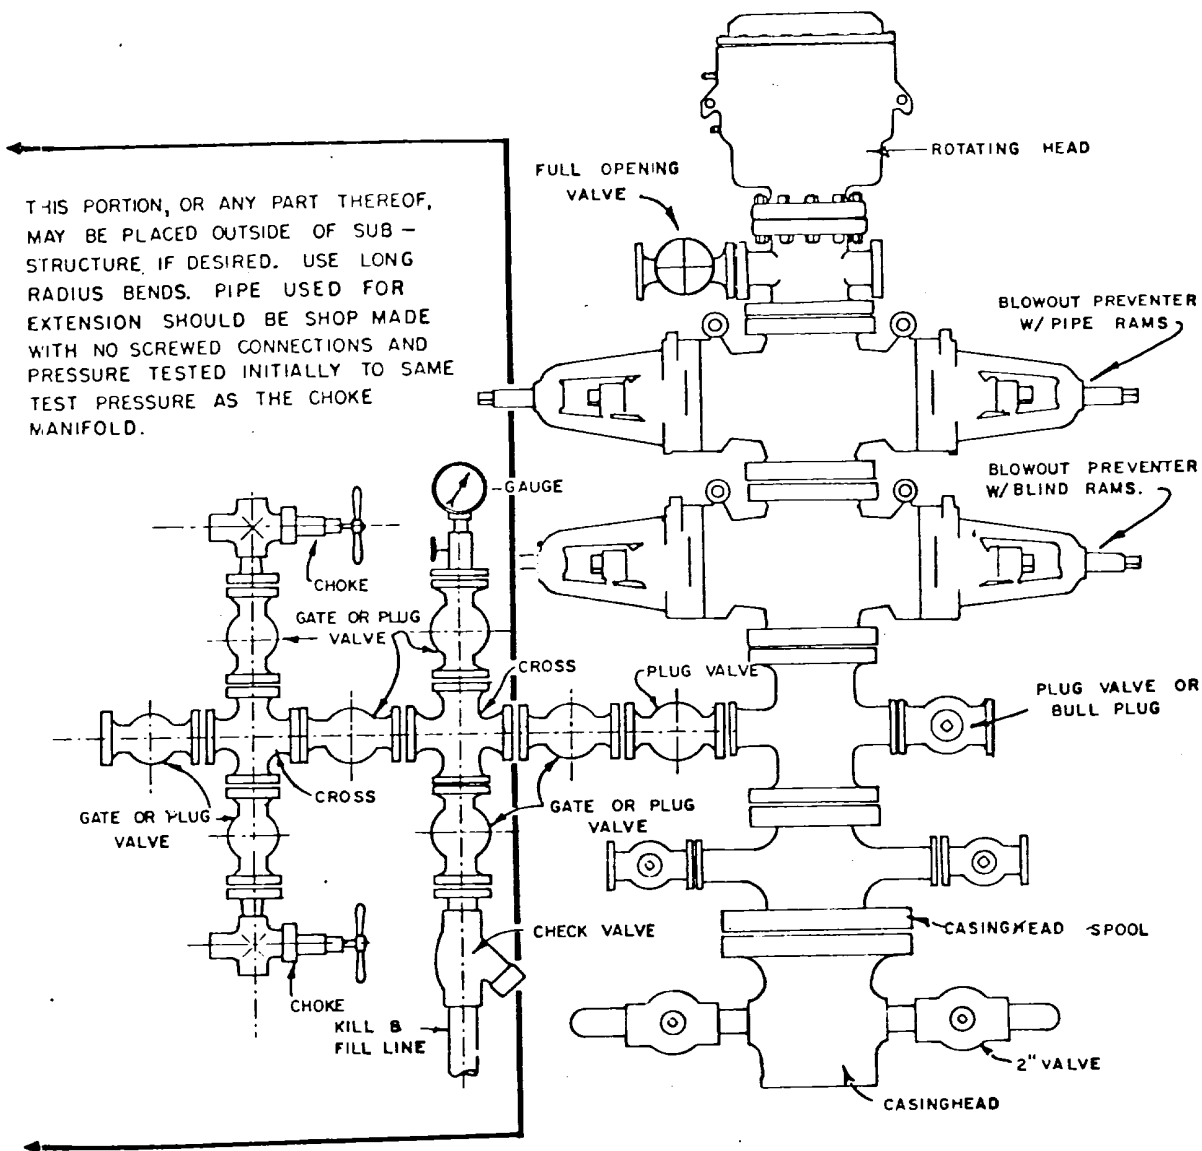 ROTATING HEAD
FULL OPENING
VALVE
THIS PORTION, OR ANY PART THEREOF,
MAY BE PLACED OUTSIDE OF SUB-
STRUCTURE IF DESIRED. USE LONG
RADIUS BENDS. PIPE USED FOR
EXTENSION SHOULD BE SHOP MADE
WITH NO SCREWED CONNECTIONS AND
PRESSURE TESTED INITIALLY TO SAME
TEST PRESSURE AS THE CHOKE
MANIFOLD.
BLOWOUT PREVENTER
W/ PIPE RAMS
BLOWOUT PREVENTER
W/ BLIND RAMS.
GAUGE
CHOKE
GATE OR PLUG
VALVE
CROSS
PLUG VALVE
PLUG VALVE OR
BULL PLUG
CROSS
GATE OR PLUG
VALVE
GATE OR PLUG
VALVE
CHECK VALVE
CASINGHEAD SPOOL
CHOKE
KILL &
FILL LINE
2" VALVE
CASINGHEAD